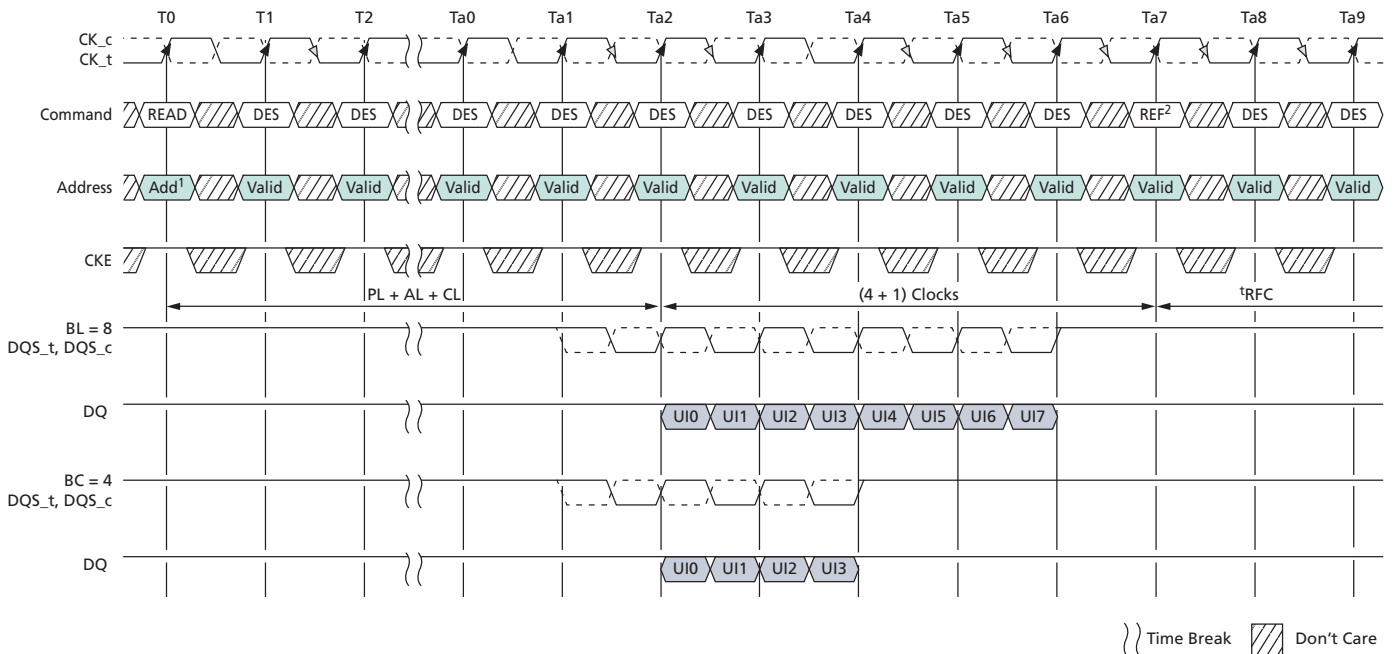 T0 T1 T2 Ta0 Ta1 Ta2 Ta3 Ta4 Ta5 Ta6 Ta7 Ta8 Ta9
CK_c
CK_t
Command READ DES DES DES DES DES DES DES DES DES REF² DES DES
Address Add¹ Valid Valid Valid Valid Valid Valid Valid Valid Valid Valid Valid Valid
CKE
PL + AL + CL (4 + 1) Clocks ᵗRFC
BL = 8
DQS_t, DQS_c
DQ UI0 UI1 UI2 UI3 UI4 UI5 UI6 UI7
BC = 4
DQS_t, DQS_c
DQ UI0 UI1 UI2 UI3
Time Break Don't Care